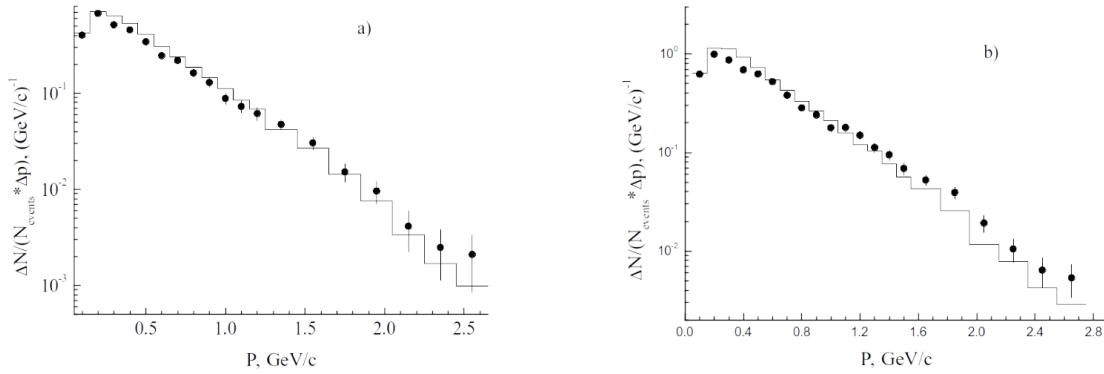 a)
10⁻¹
10⁻²
10⁻³
ΔN/(N_events*Δp), (GeV/c)⁻¹
0.5 1.0 1.5 2.0 2.5
P, GeV/c
b)
10⁰
10⁻¹
10⁻²
ΔN/(N_events*Δp), (GeV/c)⁻¹
0.0 0.4 0.8 1.2 1.6 2.0 2.4 2.8
P, GeV/c